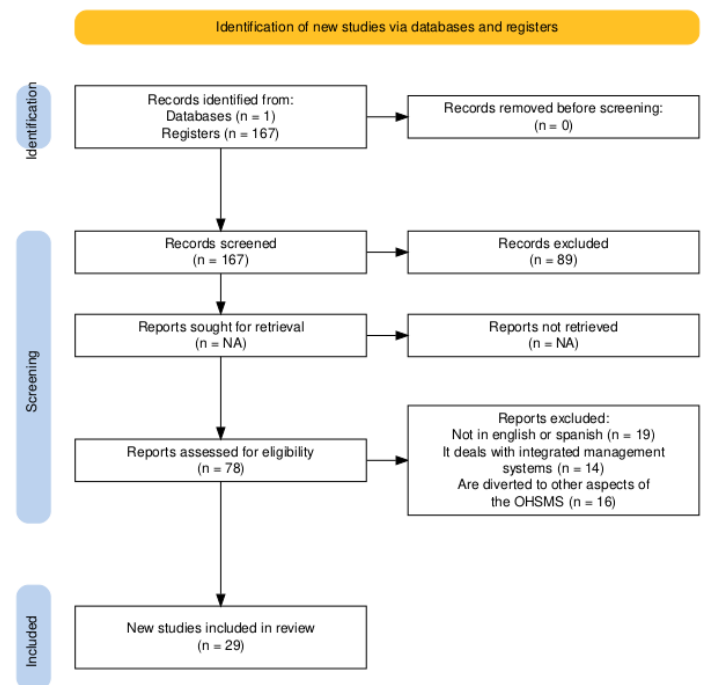 Identification of new studies via databases and registers
Identification
Records identified from:
Databases (n = 1)
Registers (n = 167)
Records removed before screening:
(n = 0)
Screening
Records screened
(n = 167)
Records excluded
(n = 89)
Reports sought for retrieval
(n = NA)
Reports not retrieved
(n = NA)
Reports assessed for eligibility
(n = 78)
Reports excluded:
Not in english or spanish (n = 19)
It deals with integrated management
systems (n = 14)
Are diverted to other aspects of
the OHSMS (n = 16)
Included
New studies included in review
(n = 29)